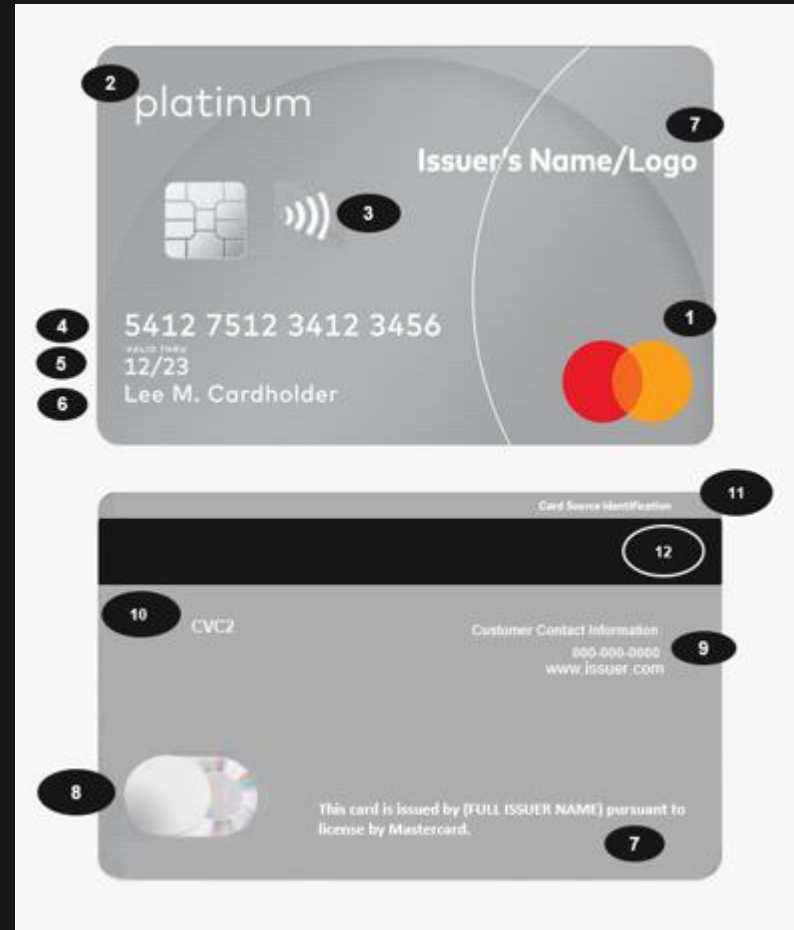 2
platinum
7
Issuer's Name/Logo
3
4
5412 7512 3412 3456
1
VALID THRU
5
12/23
6
Lee M. Cardholder
11
Card Source identification
12
10
CVC2
Customer Contact Information
9
000-000-0000
www.issuer.com
8
This card is issued by (FULL ISSUER NAME) pursuant to
license by Mastercard.
7